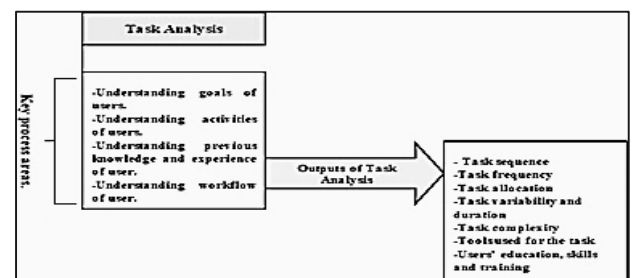 Task Analysis
Key process areas.
-Understanding goals of
users.
-Understanding activities
of users.
-Understanding previous
knowledge and experience
of user.
-Understanding workflow
of user.
Outputs of Task
Analysis
- Task sequence
-Task frequency
-Task allocation
-Task variability and
duration
-Task complexity
-Toolsused for the task
-Users' education, skills
and training